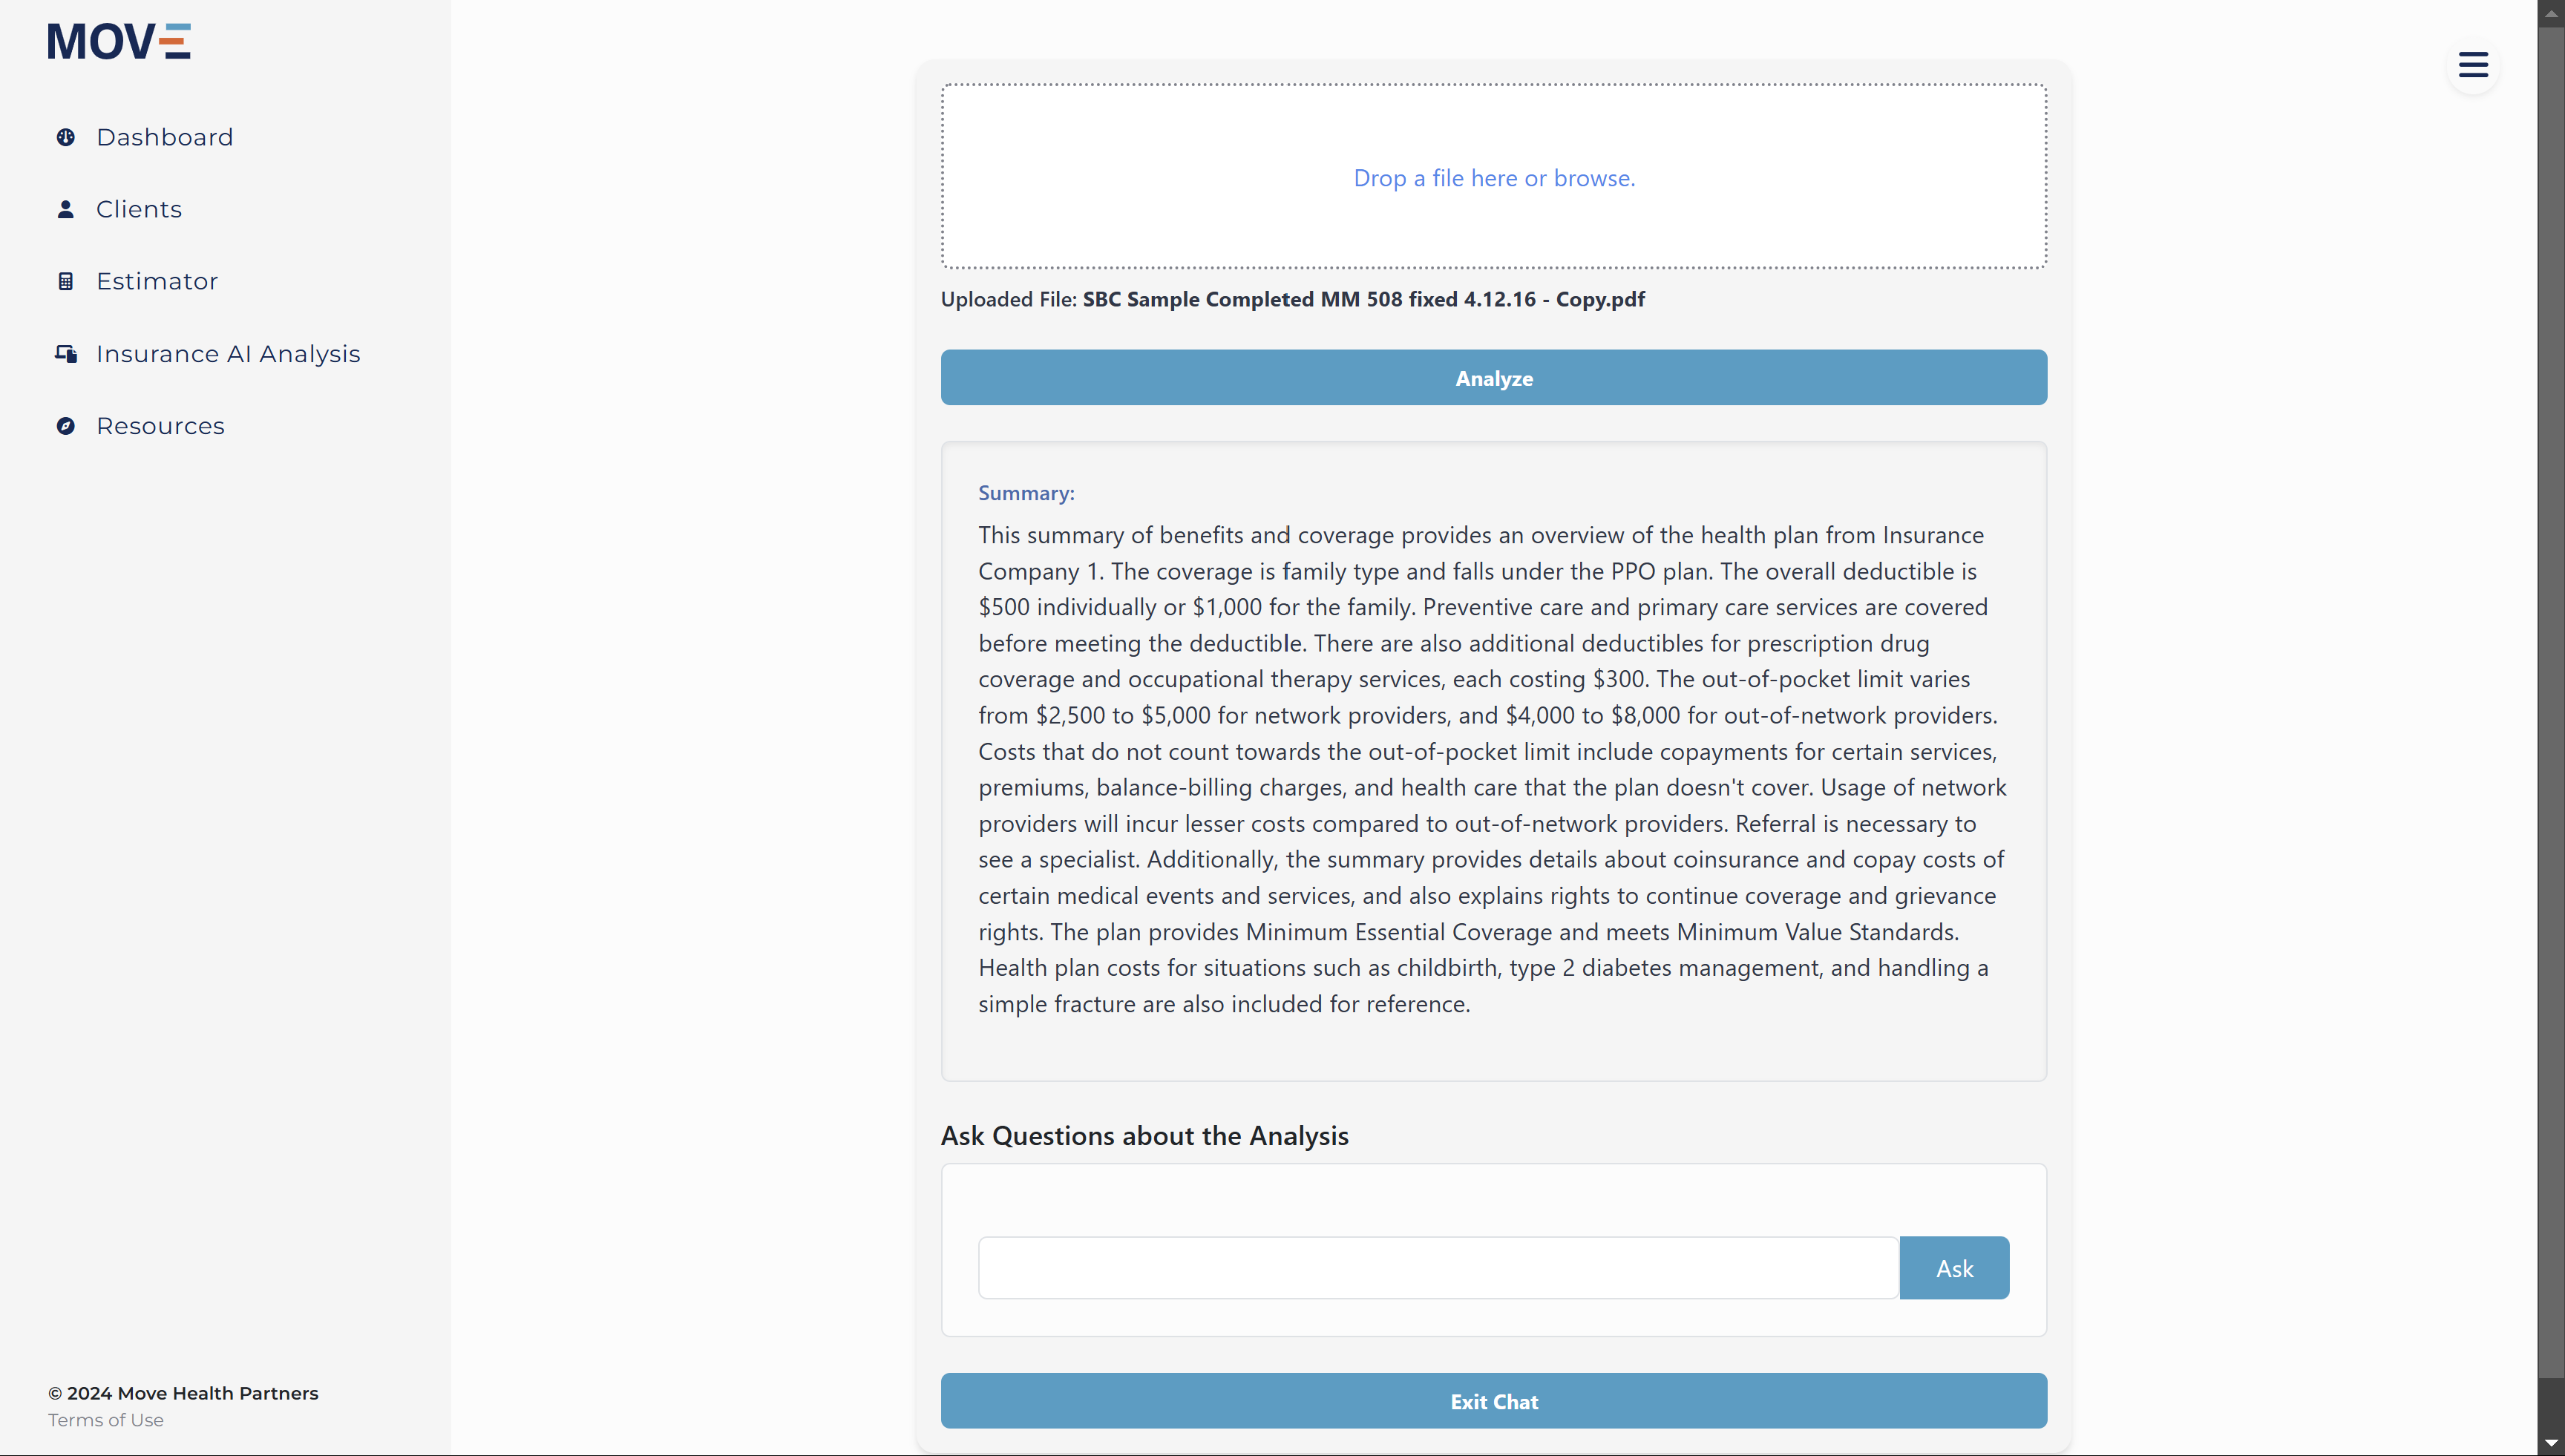 MOVE
Dashboard
Clients
Estimator
Insurance AI Analysis
Resources
Drop a file here or browse.
Uploaded File: SBC Sample Completed MM 508 fixed 4.12.16 - Copy.pdf
Analyze
Summary:
This summary of benefits and coverage provides an overview of the health plan from Insurance
Company 1. The coverage is family type and falls under the PPO plan. The overall deductible is
$500 individually or $1,000 for the family. Preventive care and primary care services are covered
before meeting the deductible. There are also additional deductibles for prescription drug
coverage and occupational therapy services, each costing $300. The out-of-pocket limit varies
from $2,500 to $5,000 for network providers, and $4,000 to $8,000 for out-of-network providers.
Costs that do not count towards the out-of-pocket limit include copayments for certain services,
premiums, balance-billing charges, and health care that the plan doesn't cover. Usage of network
providers will incur lesser costs compared to out-of-network providers. Referral is necessary to
see a specialist. Additionally, the summary provides details about coinsurance and copay costs of
certain medical events and services, and also explains rights to continue coverage and grievance
rights. The plan provides Minimum Essential Coverage and meets Minimum Value Standards.
Health plan costs for situations such as childbirth, type 2 diabetes management, and handling a
simple fracture are also included for reference.
Ask Questions about the Analysis
Ask
Exit Chat
© 2024 Move Health Partners
Terms of Use